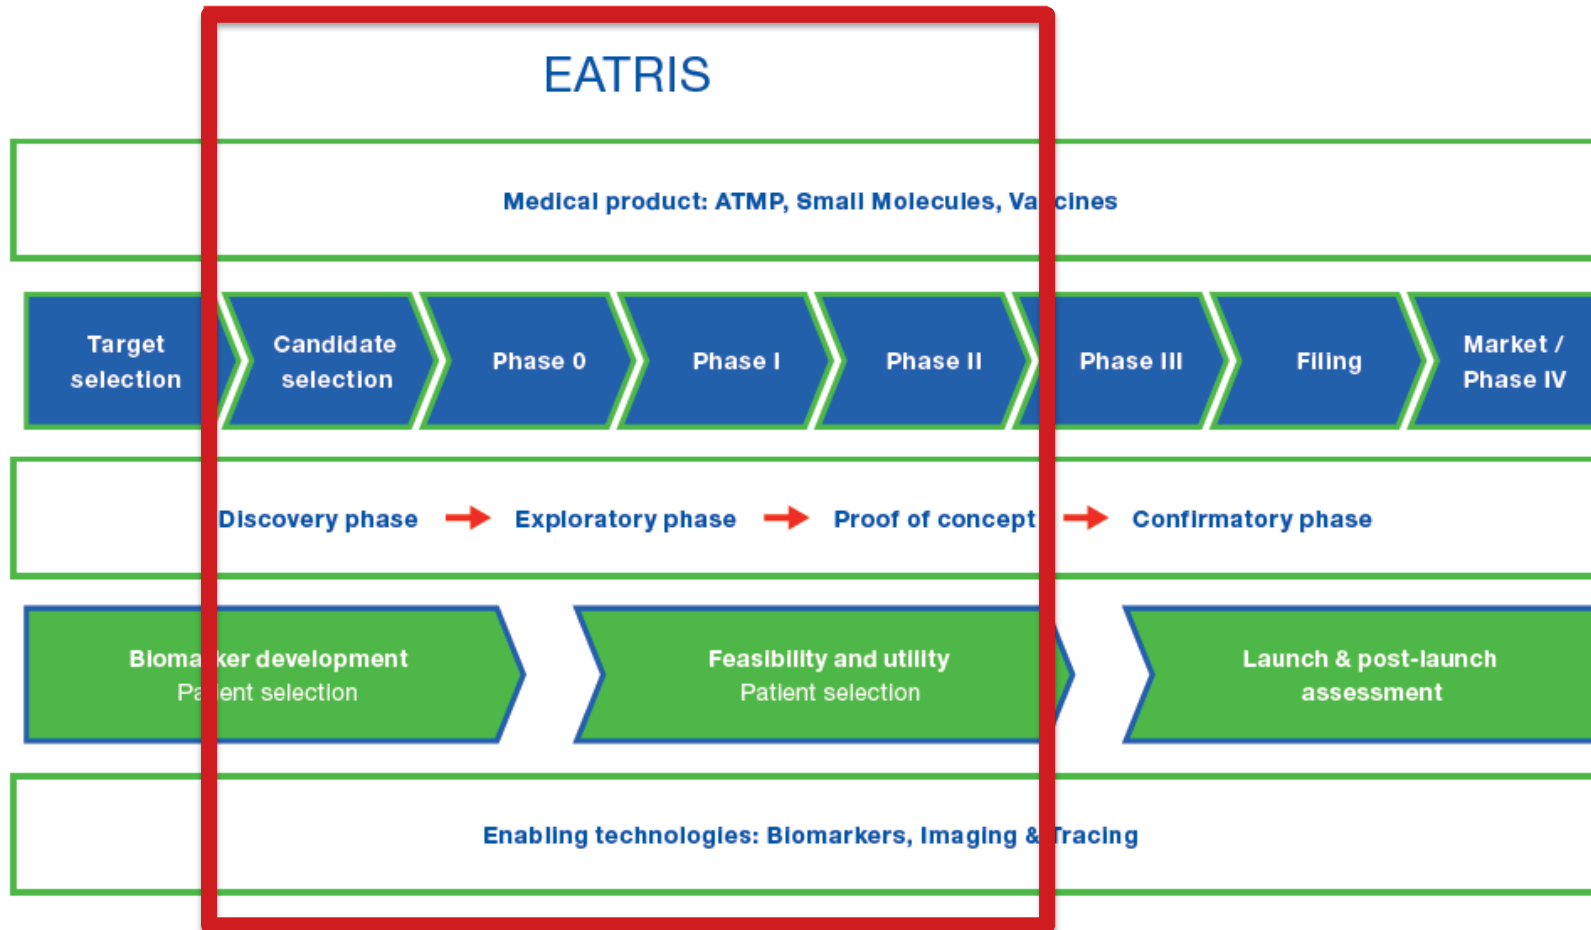 EATRIS
Medical product: ATMP, Small Molecules, Vaccines
Target selection
Candidate selection
Phase 0
Phase I
Phase II
Phase III
Filing
Market / Phase IV
Discovery phase
Exploratory phase
Proof of concept
Confirmatory phase
Biomarker development
Patient selection
Feasibility and utility
Patient selection
Launch & post-launch
assessment
Enabling technologies: Biomarkers, Imaging & Tracing